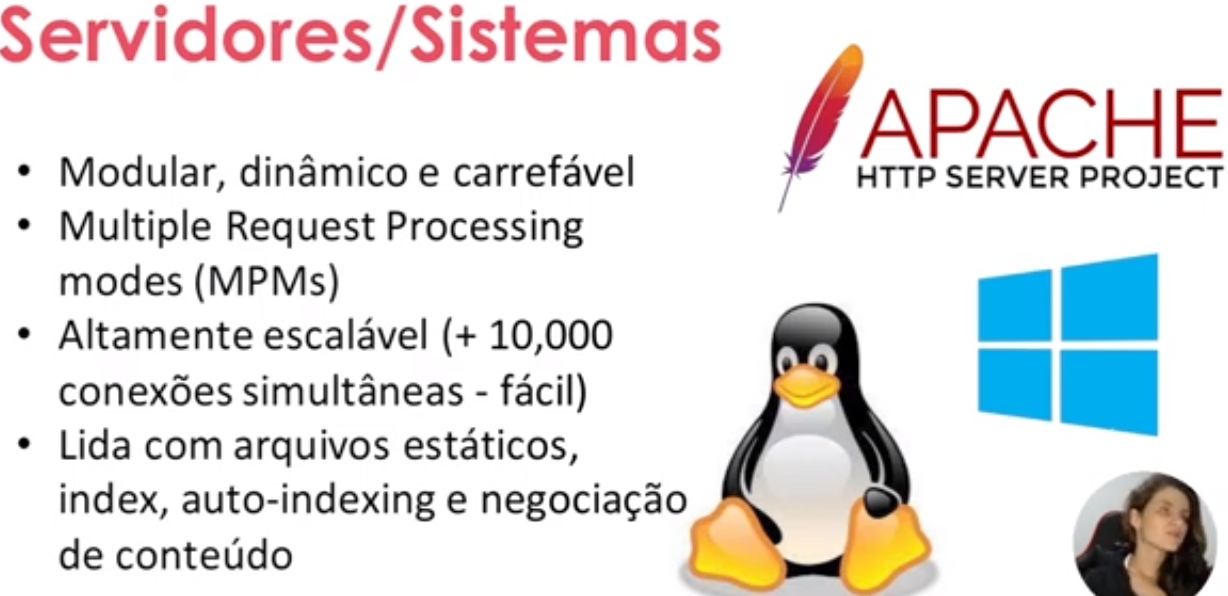 Servidores/Sistemas
APACHE
HTTP SERVER PROJECT
• Modular, dinâmico e carrefável
• Multiple Request Processing
modes (MPMs)
• Altamente escalável (+ 10,000
conexões simultâneas - fácil)
• Lida com arquivos estáticos,
index, auto-indexing e negociação
de conteúdo